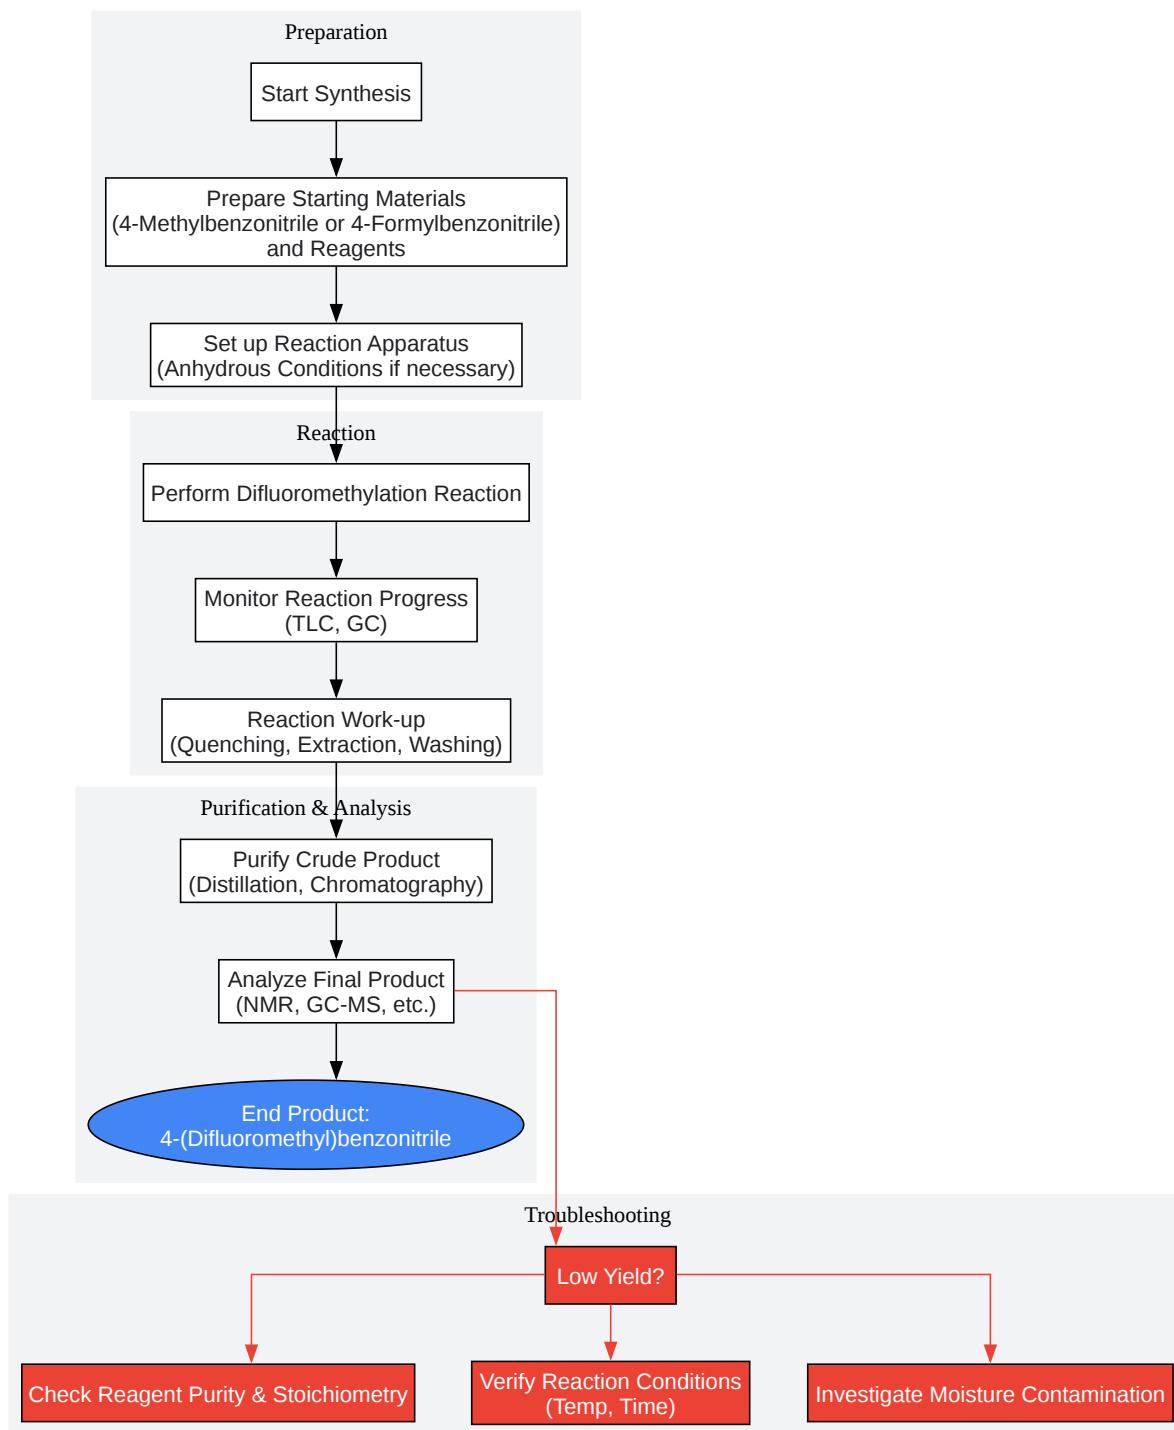 Preparation
Start Synthesis
Prepare Starting Materials
(4-Methylbenzonitrile or 4-Formylbenzonitrile)
and Reagents
Set up Reaction Apparatus
(Anhydrous Conditions if necessary)
Reaction
Perform Difluoromethylation Reaction
Monitor Reaction Progress
(TLC, GC)
Reaction Work-up
(Quenching, Extraction, Washing)
Purification & Analysis
Purify Crude Product
(Distillation, Chromatography)
Analyze Final Product
(NMR, GC-MS, etc.)
End Product:
4-(Difluoromethyl)benzonitrile
Troubleshooting
Low Yield?
Check Reagent Purity & Stoichiometry
Verify Reaction Conditions
(Temp, Time)
Investigate Moisture Contamination